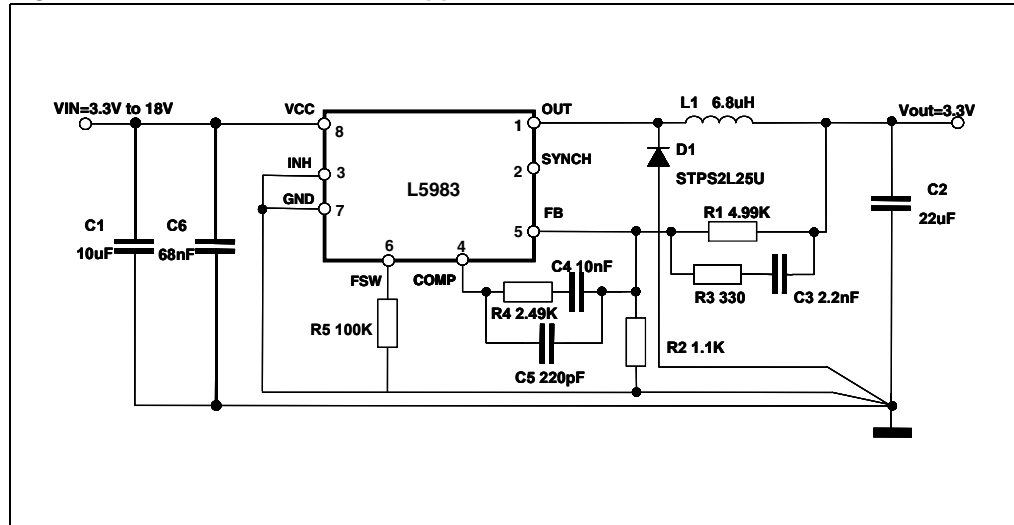 VIN=3.3V to 18V
VCC
8
OUT
1
L1 6.8uH
Vout=3.3V
INH
3
SYNCH
2
D1
STPS2L25U
GND
7
L5983
FB
5
R1 4.99K
C2
22uF
C1
10uF
C6
68nF
6
FSW
4
COMP
C4 10nF
R3 330
C3 2.2nF
R4 2.49K
R5 100K
C5 220pF
R2 1.1K